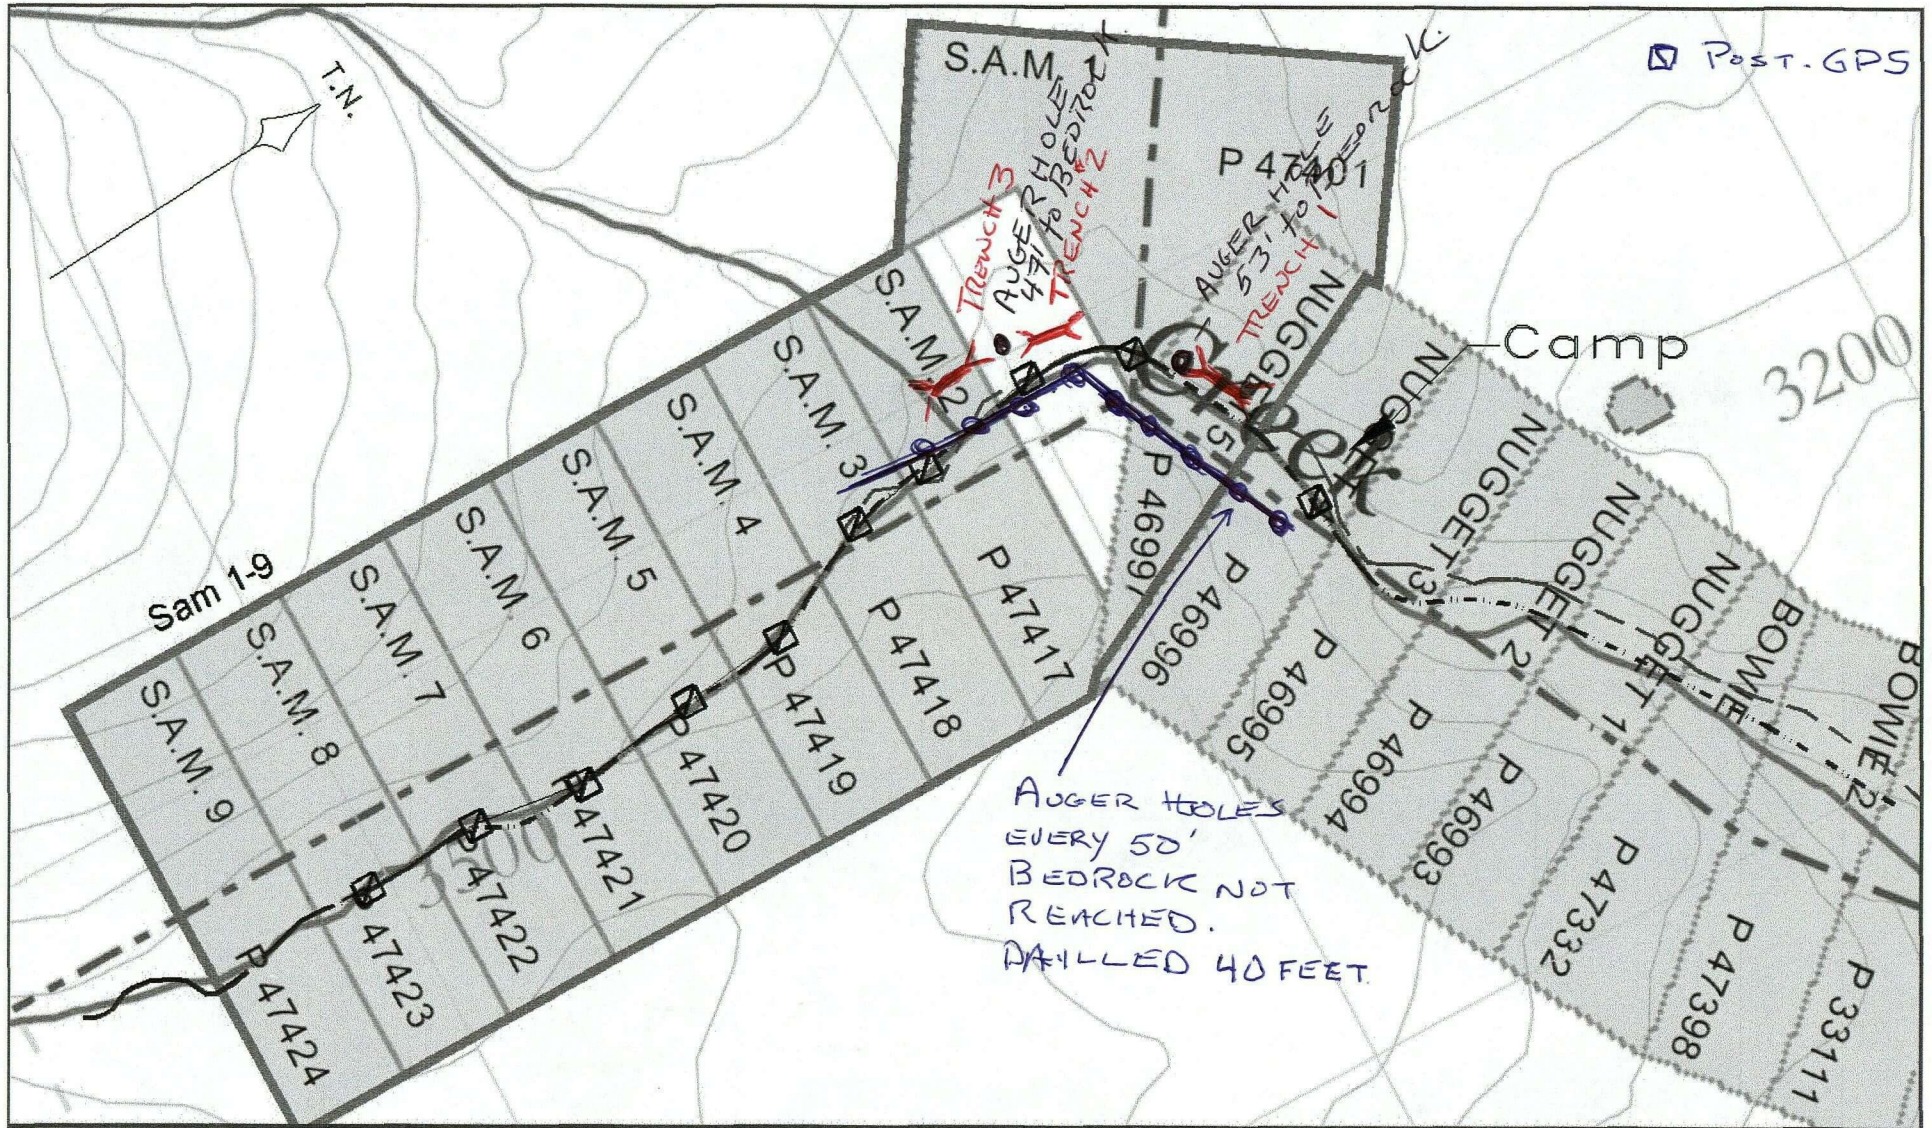 T.N.
S.A.M. 1
POST. GPS
P 47401
TRENCH 3
AUGER HOLE
47' to BEDROCK.
TRENCH #2
AUGER HOLE
53' to BEDROCK.
TRENCH 1
Camp
3200
Creek
Sam 1-9
S.A.M. 2
S.A.M. 3
S.A.M. 4
S.A.M. 5
S.A.M. 6
S.A.M. 7
S.A.M. 8
S.A.M. 9
NUGGET 5
NUGGET
NUGGET 3
NUGGET 2
NUGGET 1
BOWIE
BOWIE 2
P 47417
P 47418
P 47419
P 47420
P 47421
P 47422
P 47423
P 47424
P 46997
P 46996
P 46995
P 46994
P 46993
P 47332
P 47398
P 33111
AUGER HOLES
EVERY 50'
BEDROCK NOT
REACHED.
DRILLED 40 FEET